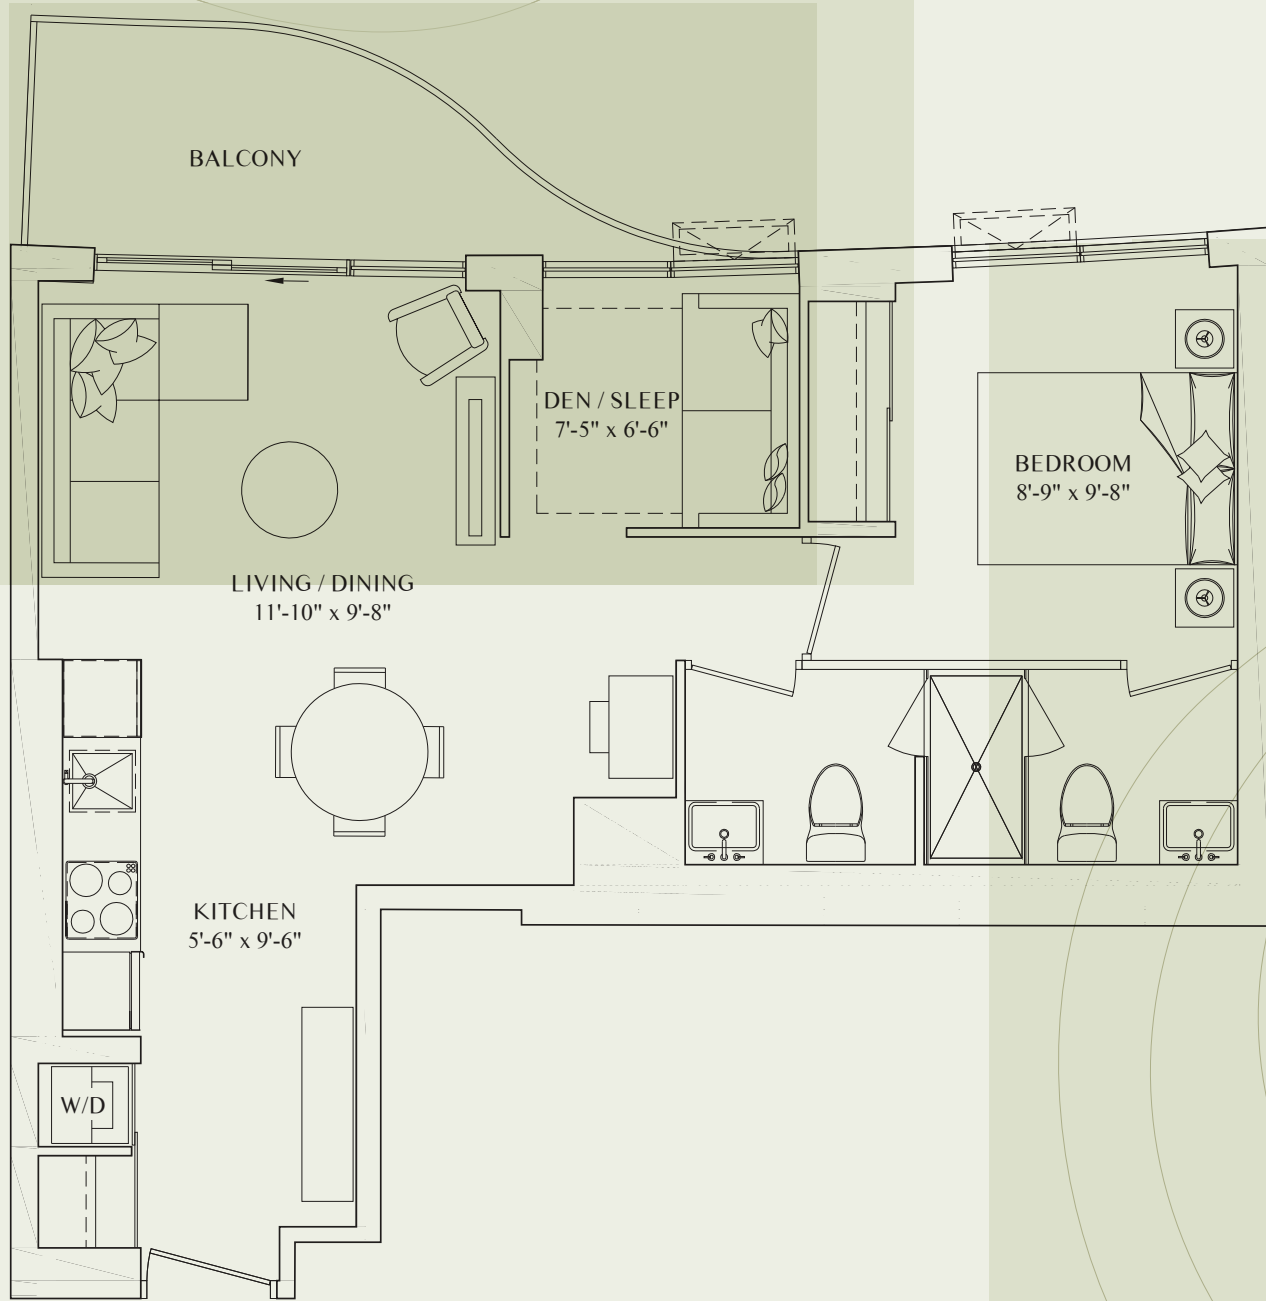 BALCONY
DEN / SLEEP
7'-5" x 6'-6"
BEDROOM
8'-9" x 9'-8"
LIVING / DINING
11'-10" x 9'-8"
KITCHEN
5'-6" x 9'-6"
W/D